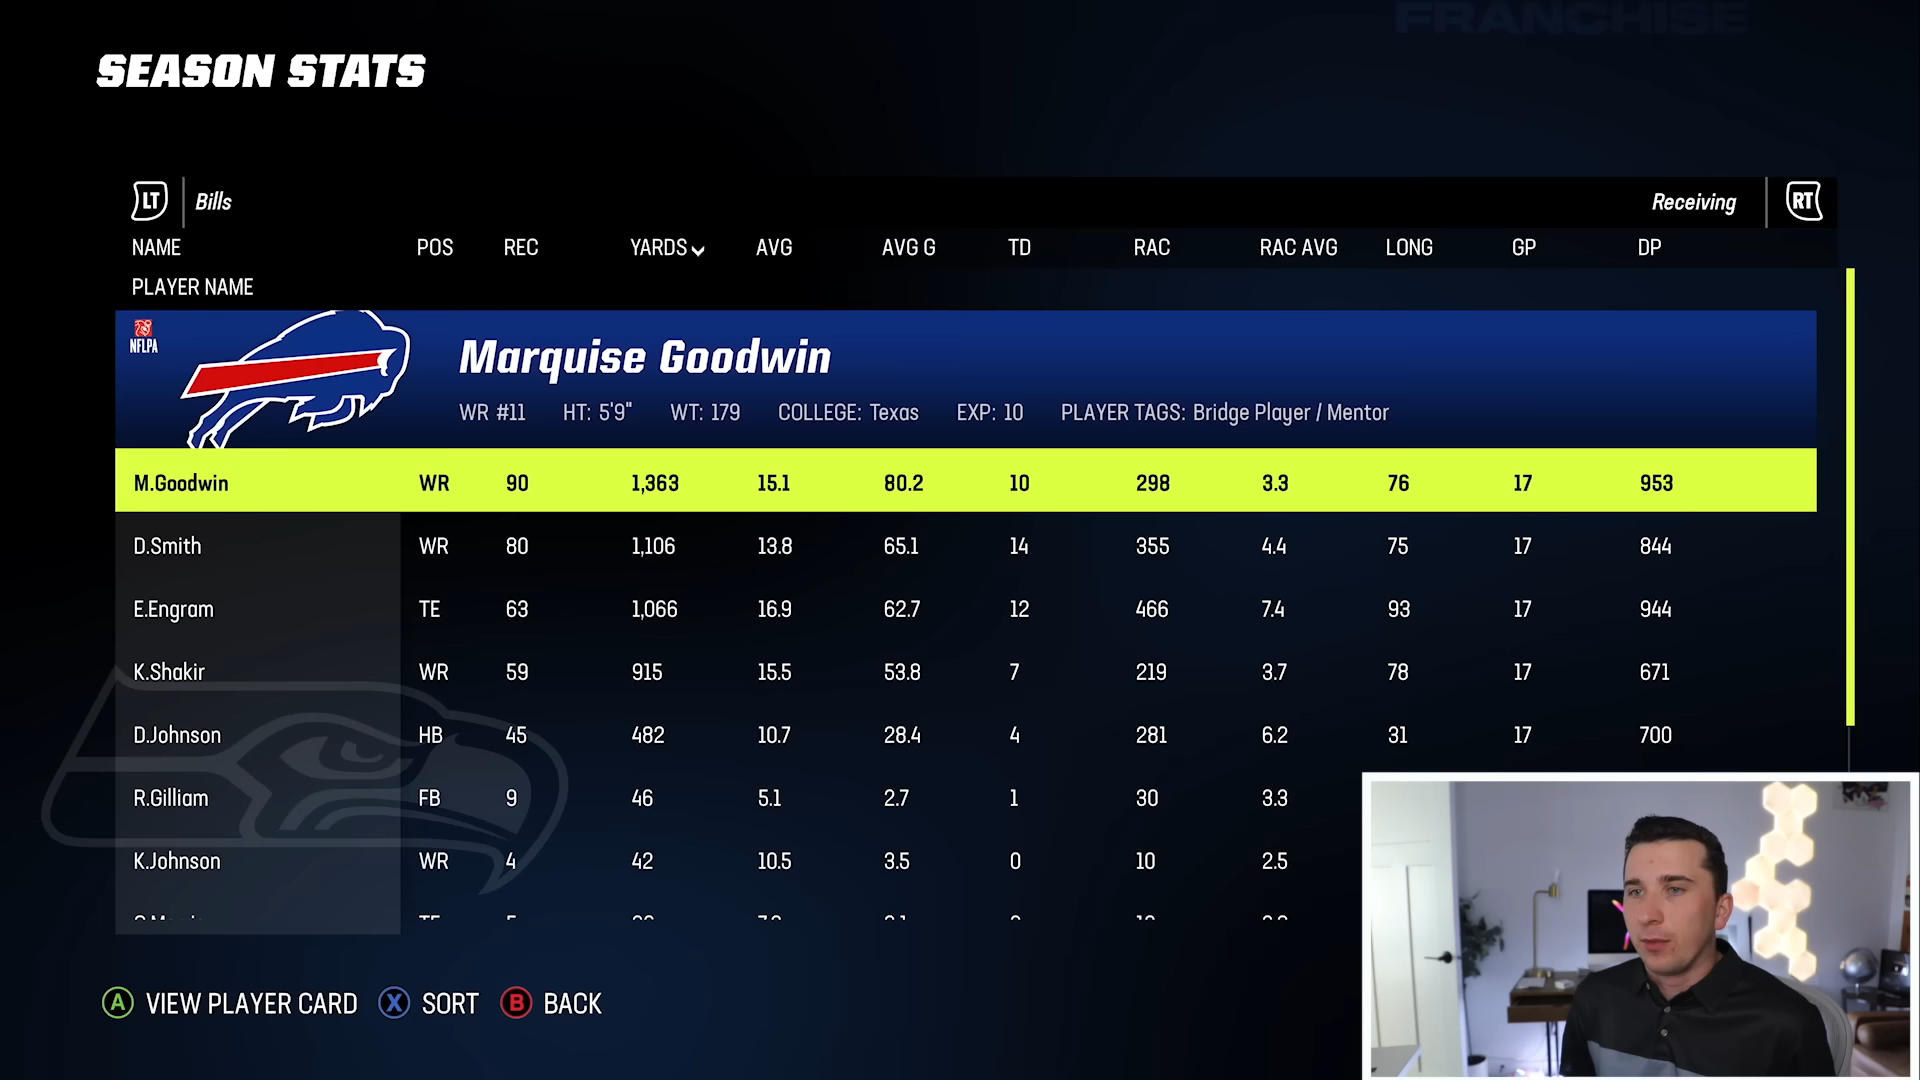 FRANCHISE
SEASON STATS
LT Bills Receiving RT
NAME POS REC YARDS AVG AVG G TD RAC RAC AVG LONG GP DP
PLAYER NAME
NFLPA
Marquise Goodwin
WR #11 HT: 5'9" WT: 179 COLLEGE: Texas EXP: 10 PLAYER TAGS: Bridge Player / Mentor
M.Goodwin WR 90 1,363 15.1 80.2 10 298 3.3 76 17 953
D.Smith WR 80 1,106 13.8 65.1 14 355 4.4 75 17 844
E.Engram TE 63 1,066 16.9 62.7 12 466 7.4 93 17 944
K.Shakir WR 59 915 15.5 53.8 7 219 3.7 78 17 671
D.Johnson HB 45 482 10.7 28.4 4 281 6.2 31 17 700
R.Gilliam FB 9 46 5.1 2.7 1 30 3.3
K.Johnson WR 4 42 10.5 3.5 0 10 2.5
A VIEW PLAYER CARD X SORT B BACK